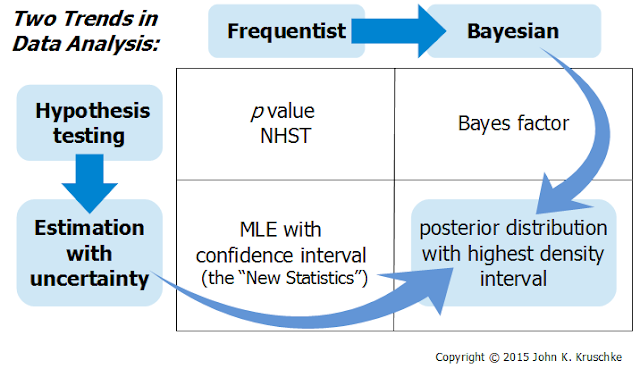 Two Trends in
Data Analysis:
Frequentist
Bayesian
Hypothesis
testing
p value
NHST
Bayes factor
Estimation
with
uncertainty
MLE with
confidence interval
(the “New Statistics”)
posterior distribution
with highest density
interval
Copyright © 2015 John K. Kruschke